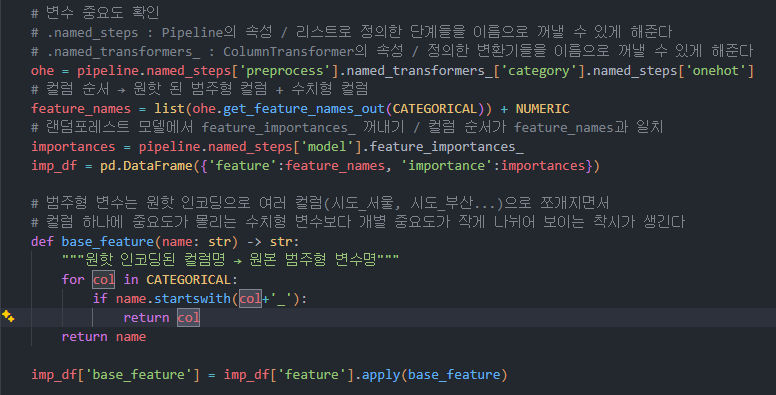 # 변수 중요도 확인
# .named_steps : Pipeline의 속성 / 리스트로 정의한 단계들을 이름으로 꺼낼 수 있게 해준다
# .named_transformers_ : ColumnTransformer의 속성 / 정의한 변환기들을 이름으로 꺼낼 수 있게 해준다
ohe = pipeline.named_steps['preprocess'].named_transformers_['category'].named_steps['onehot']
# 컬럼 순서 → 원핫 된 범주형 컬럼 + 수치형 컬럼
feature_names = list(ohe.get_feature_names_out(CATEGORICAL)) + NUMERIC
# 랜덤포레스트 모델에서 feature_importances_ 꺼내기 / 컬럼 순서가 feature_names과 일치
importances = pipeline.named_steps['model'].feature_importances_
imp_df = pd.DataFrame({'feature':feature_names, 'importance':importances})

# 범주형 변수는 원핫 인코딩으로 여러 컬럼(시도_서울, 시도_부산...)으로 쪼개지면서
# 컬럼 하나에 중요도가 몰리는 수치형 변수보다 개별 중요도가 작게 나뉘어 보이는 착시가 생긴다
def base_feature(name: str) -> str:
    """원핫 인코딩된 컬럼명 → 원본 범주형 변수명"""
    for col in CATEGORICAL:
        if name.startswith(col+'_'):
            return col
    return name

imp_df['base_feature'] = imp_df['feature'].apply(base_feature)